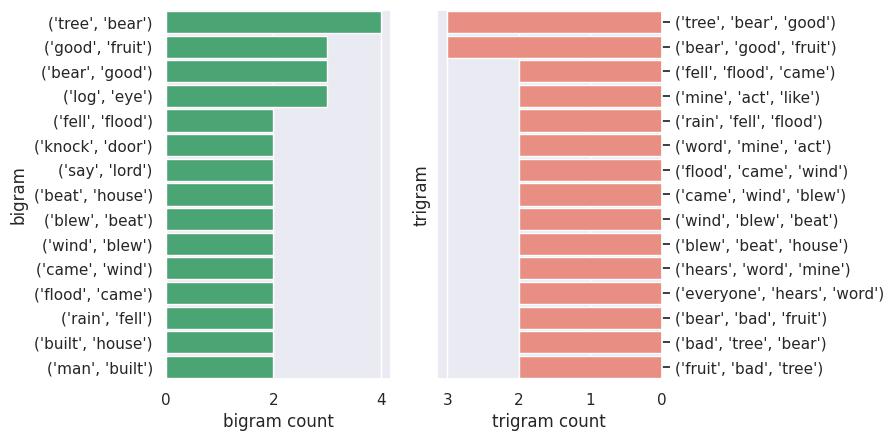 ('tree', 'bear')
('good', 'fruit')
('bear', 'good')
('log', 'eye')
('fell', 'flood')
('knock', 'door')
('say', 'lord')
('beat', 'house')
('blew', 'beat')
('wind', 'blew')
('came', 'wind')
('flood', 'came')
('rain', 'fell')
('built', 'house')
('man', 'built')
bigram
0 2 4
bigram count
('tree', 'bear', 'good')
('bear', 'good', 'fruit')
('fell', 'flood', 'came')
('mine', 'act', 'like')
('rain', 'fell', 'flood')
('word', 'mine', 'act')
('flood', 'came', 'wind')
('came', 'wind', 'blew')
('wind', 'blew', 'beat')
('blew', 'beat', 'house')
('hears', 'word', 'mine')
('everyone', 'hears', 'word')
('bear', 'bad', 'fruit')
('bad', 'tree', 'bear')
('fruit', 'bad', 'tree')
trigram
3 2 1 0
trigram count